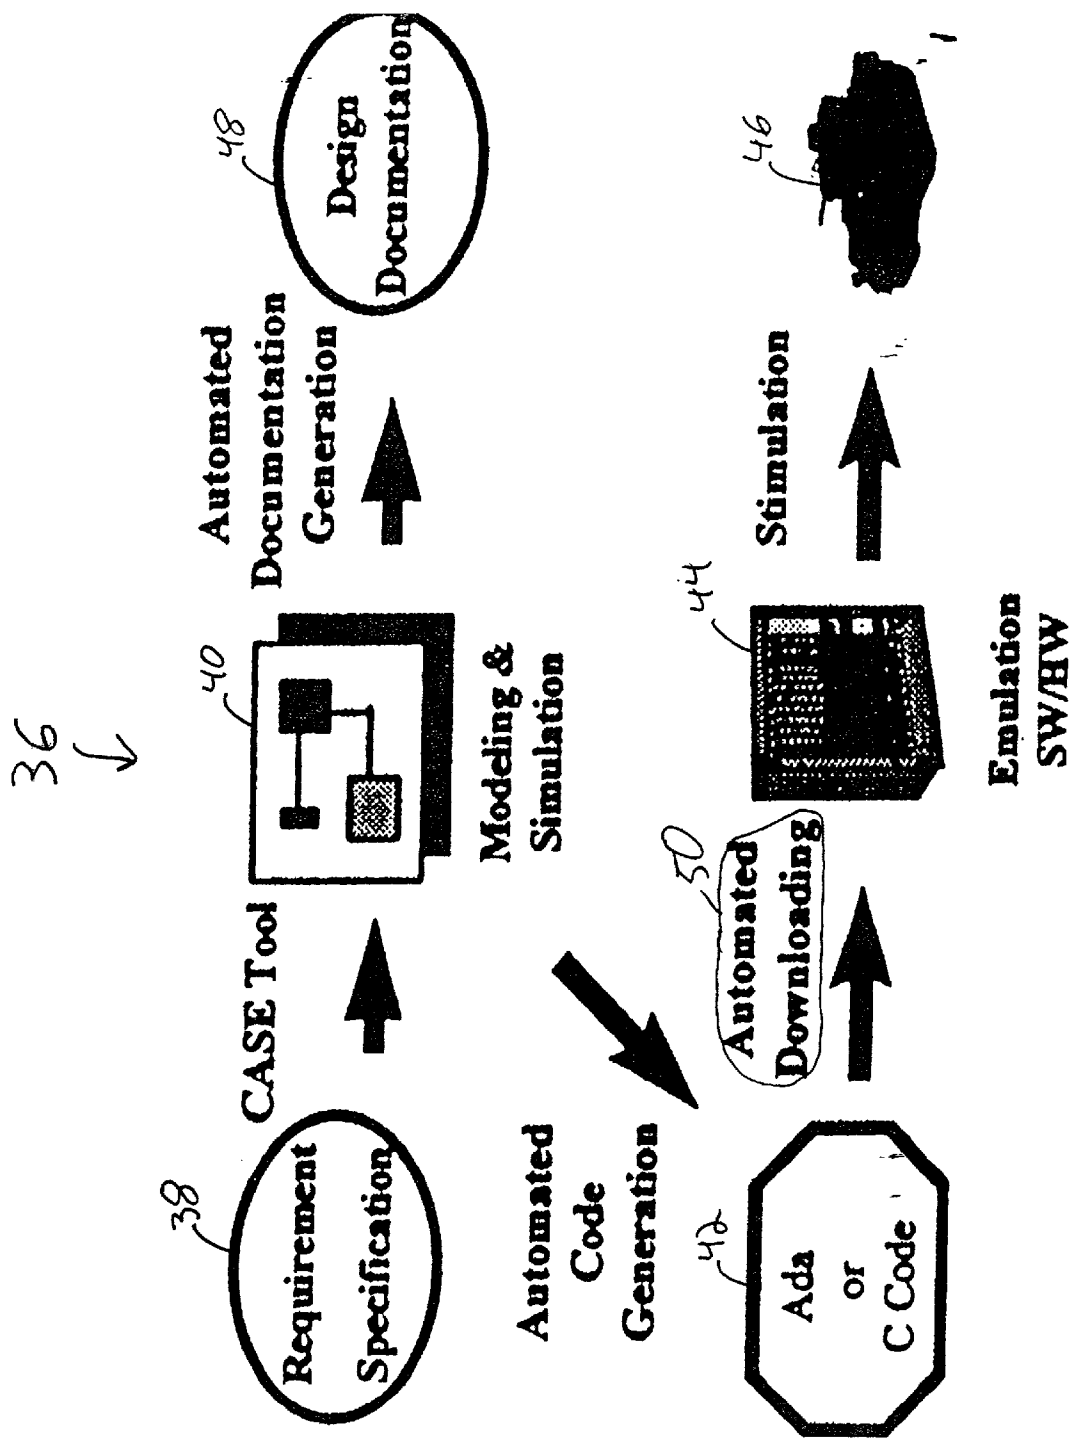 36
38
Requirement
Specification
CASE Tool
40
Modeling &
Simulation
Automated
Documentation
Generation
48
Design
Documentation
Automated
Code
Generation
42
Ada
or
C Code
50
Automated
Downloading
44
Emulation
SW/HW
Stimulation
46